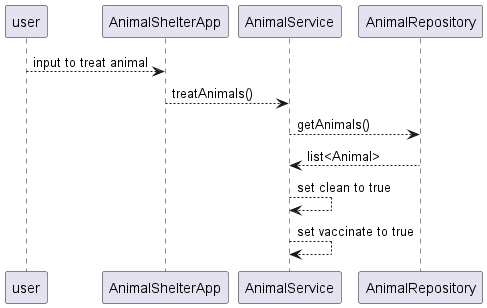 user AnimalShelterApp AnimalService AnimalRepository
input to treat animal
treatAnimals()
getAnimals()
list<Animal>
set clean to true
set vaccinate to true
user AnimalShelterApp AnimalService AnimalRepository